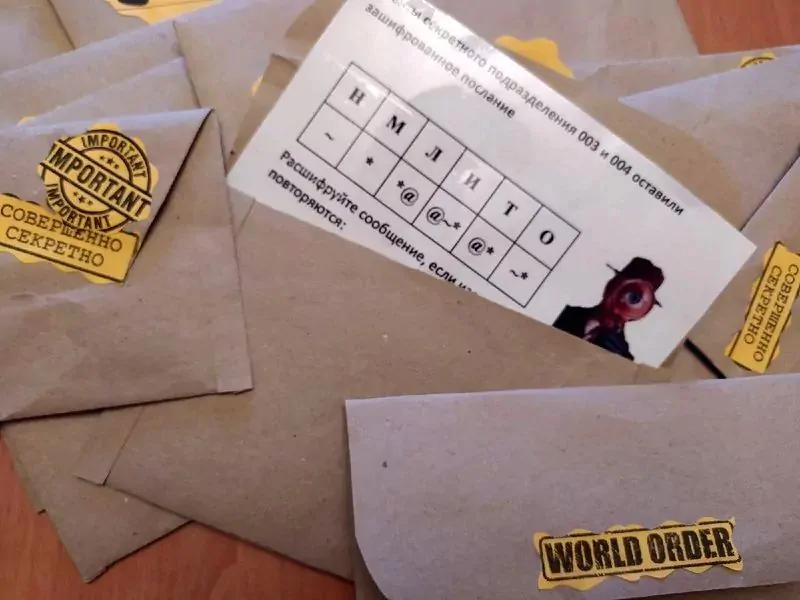 секретного подразделения 003 и 004 оставили
зашифрованное послание
Н М Л И Т О
~ * *@ @~* @* ~*
Расшифруйте сообщение, если
повторяются:
IMPORTANT
IMPORTANT
IMPORTANT
СОВЕРШЕННО
СЕКРЕТНО
СОВЕРШЕННО
СЕКРЕТНО
WORLD ORDER